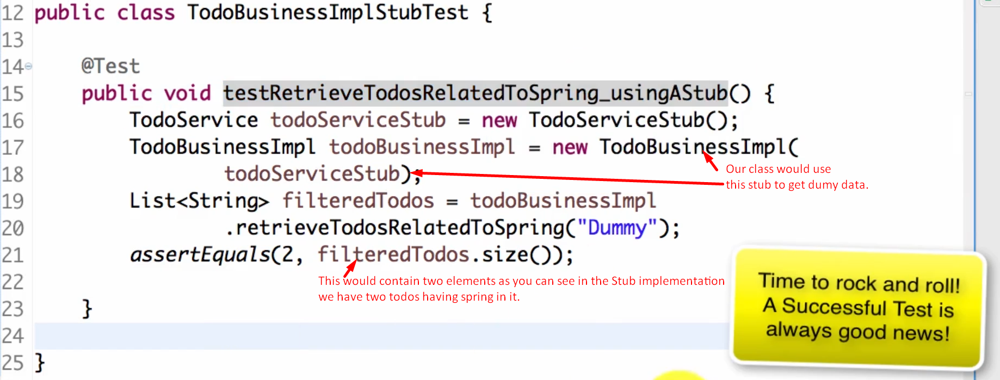 12 public class TodoBusinessImplStubTest {
13
14 @Test
15 public void testRetrieveTodosRelatedToSpring_usingAStub() {
16 TodoService todoServiceStub = new TodoServiceStub();
17 TodoBusinessImpl todoBusinessImpl = new TodoBusinessImpl(
Our class would use
18 todoServiceStub);
this stub to get dumy data.
19 List<String> filteredTodos = todoBusinessImpl
20 .retrieveTodosRelatedToSpring("Dummy");
21 assertEquals(2, filteredTodos.size());
22
This would contain two elements as you can see in the Stub implementation
we have two todos having spring in it.
23 }
24
25 }
Time to rock and roll!
A Successful Test is
always good news!